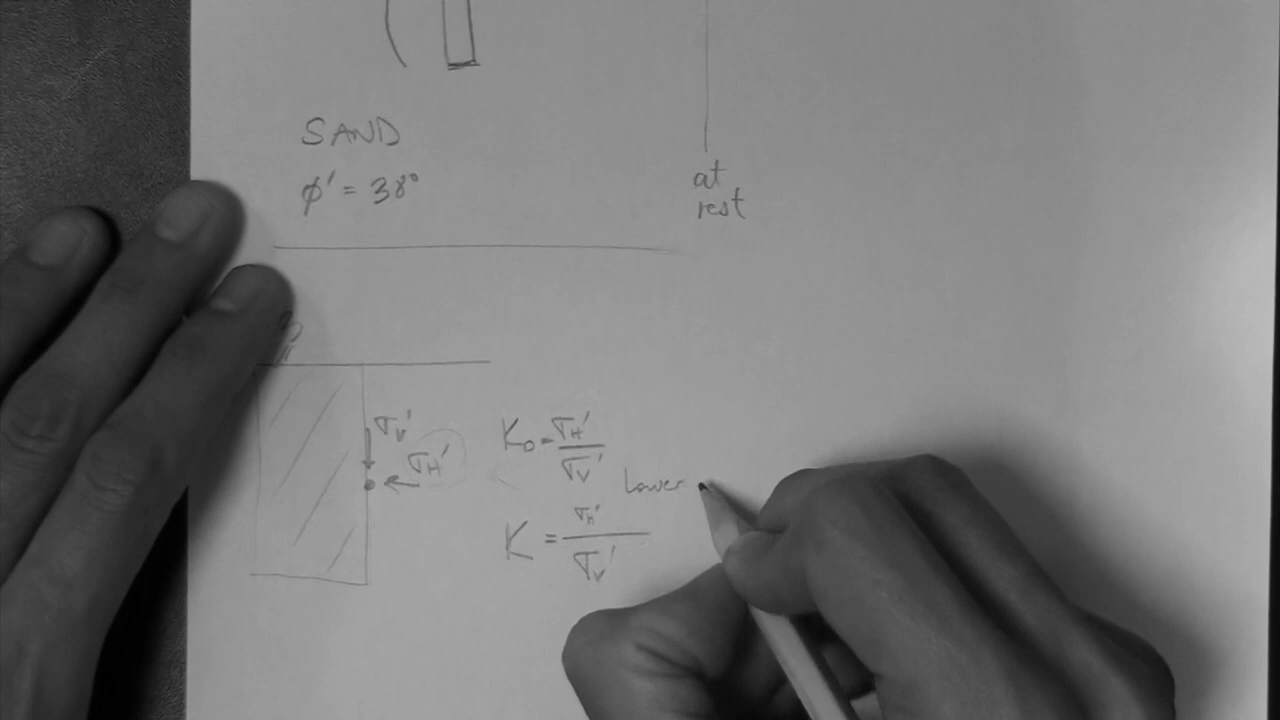 SAND
ϕ' = 38°
at
rest
σv'
σH'
K0 = σH' / σv'
Lower
K = σh' / σv'